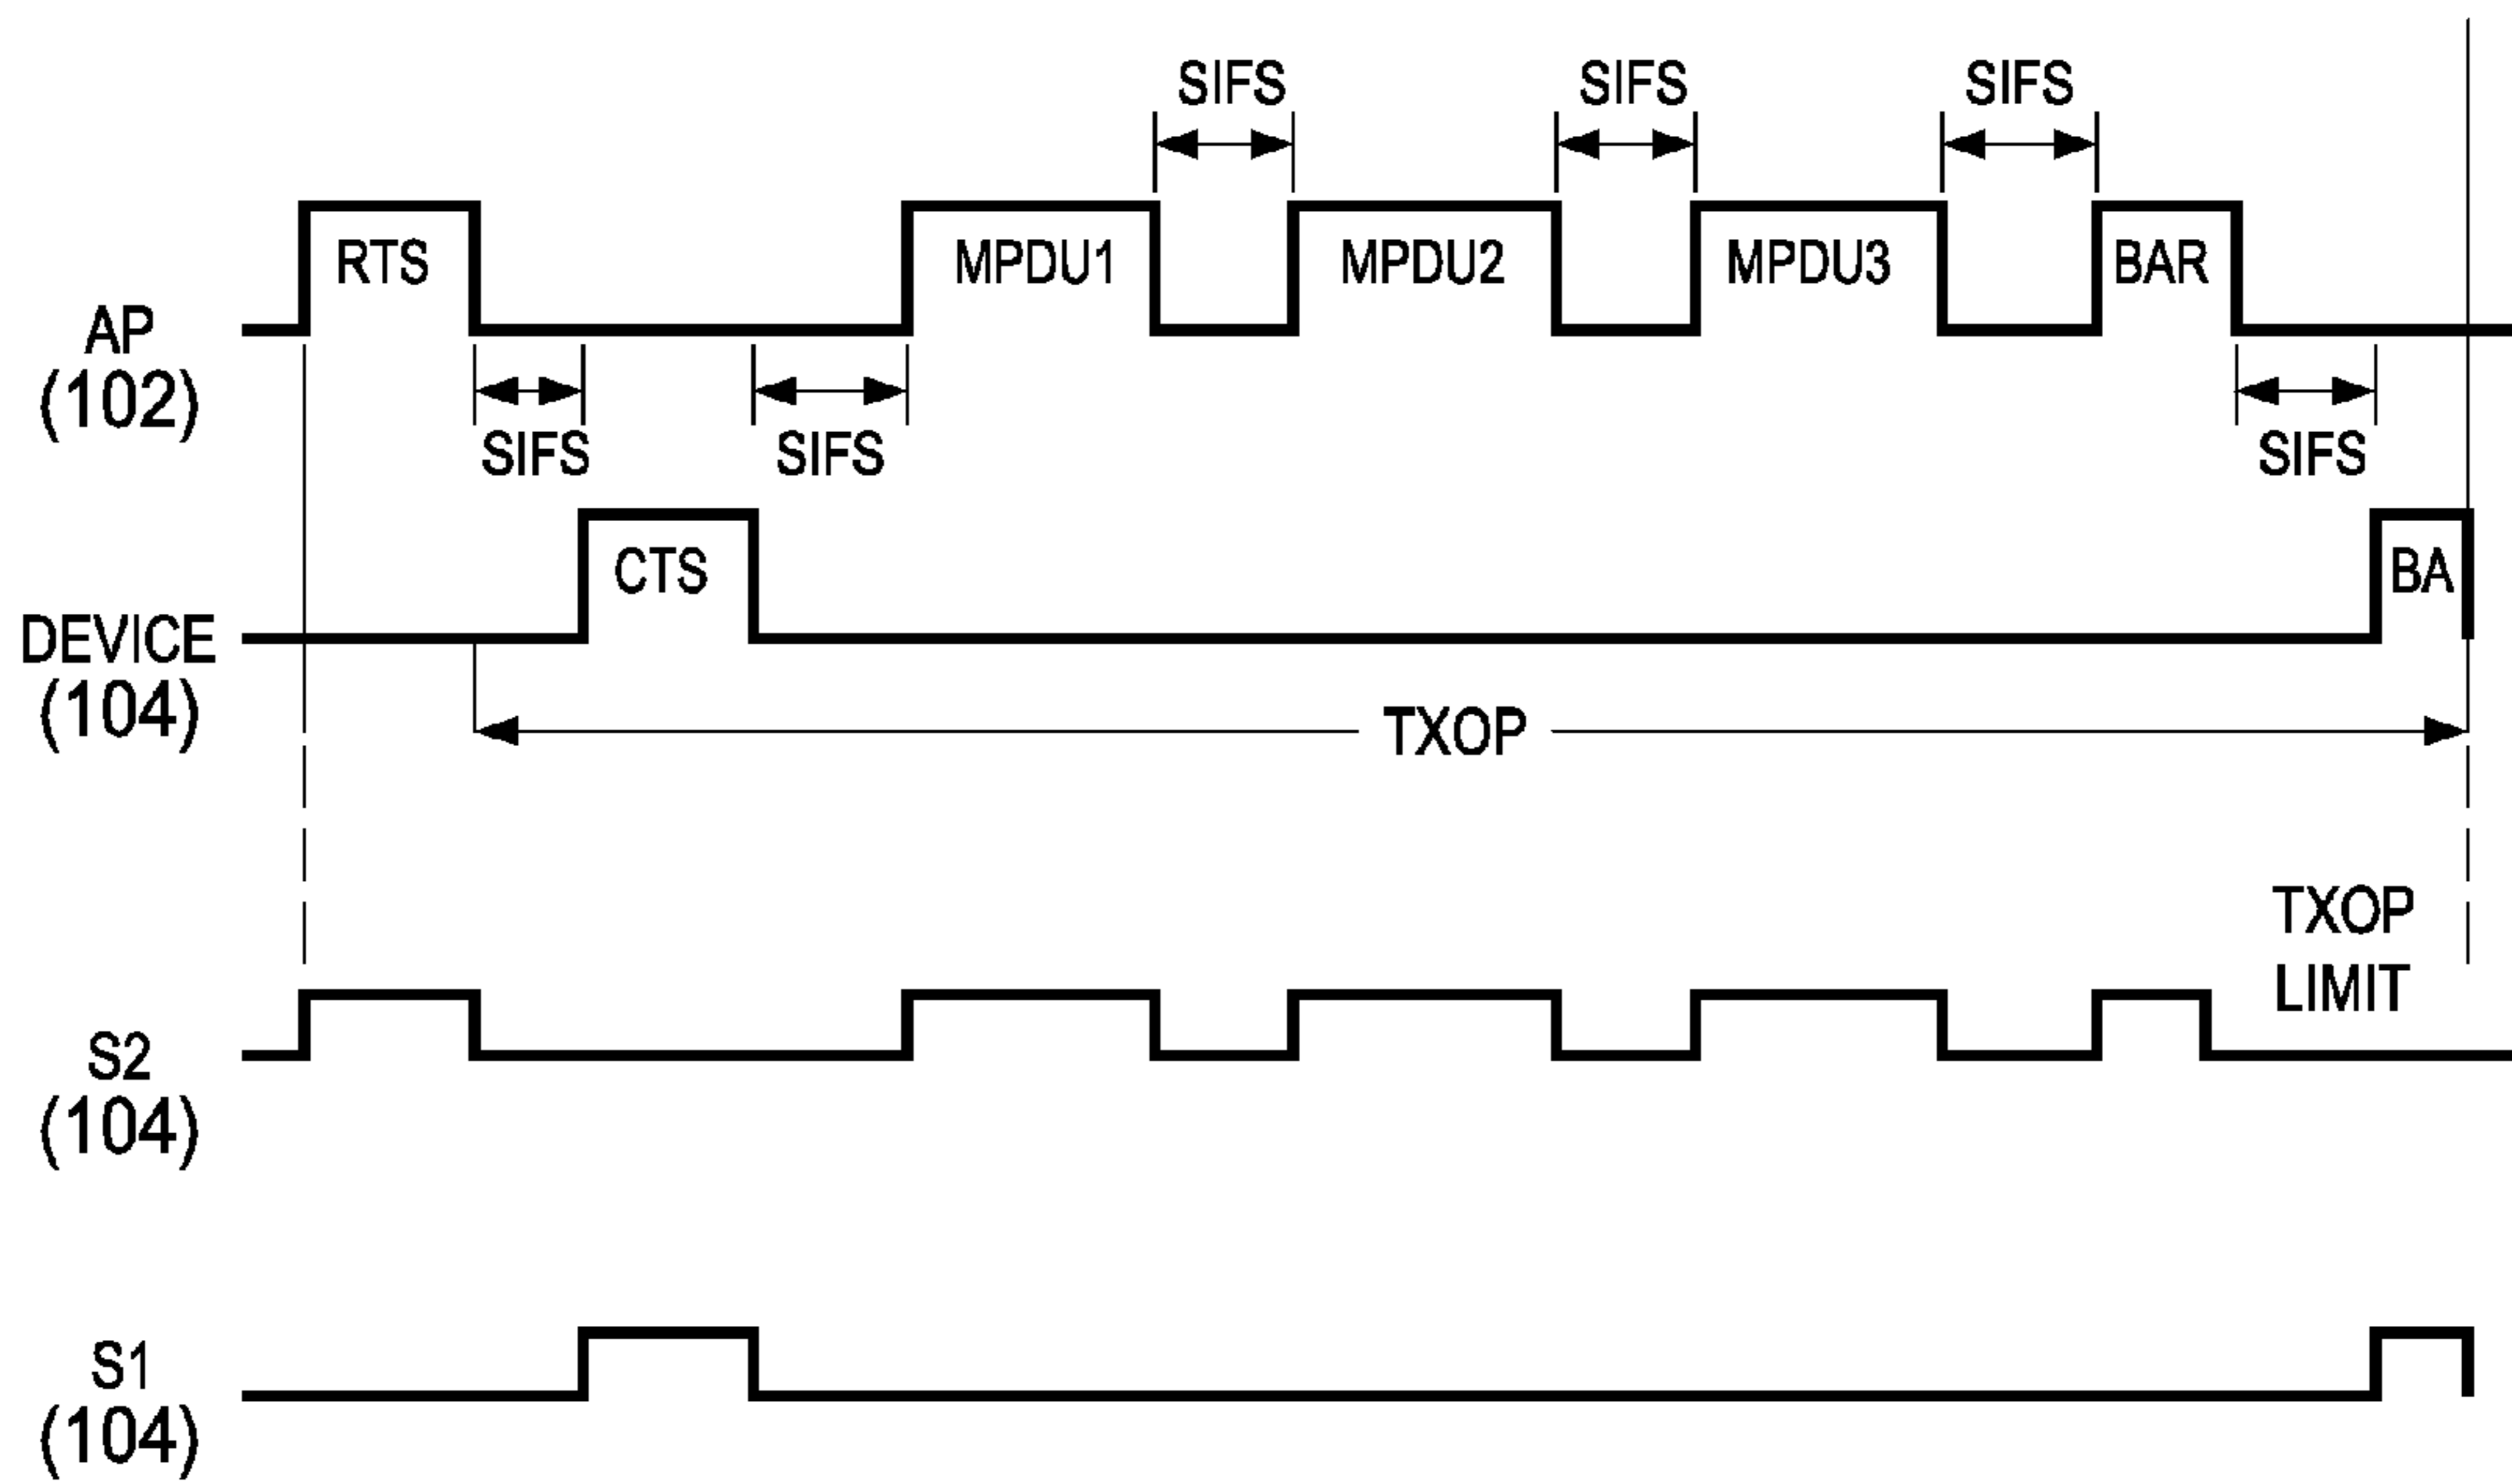 SIFS SIFS SIFS
RTS MPDU1 MPDU2 MPDU3 BAR
AP
(102)
SIFS SIFS SIFS
CTS BA
DEVICE
(104)
TXOP
TXOP
LIMIT
S2
(104)
S1
(104)